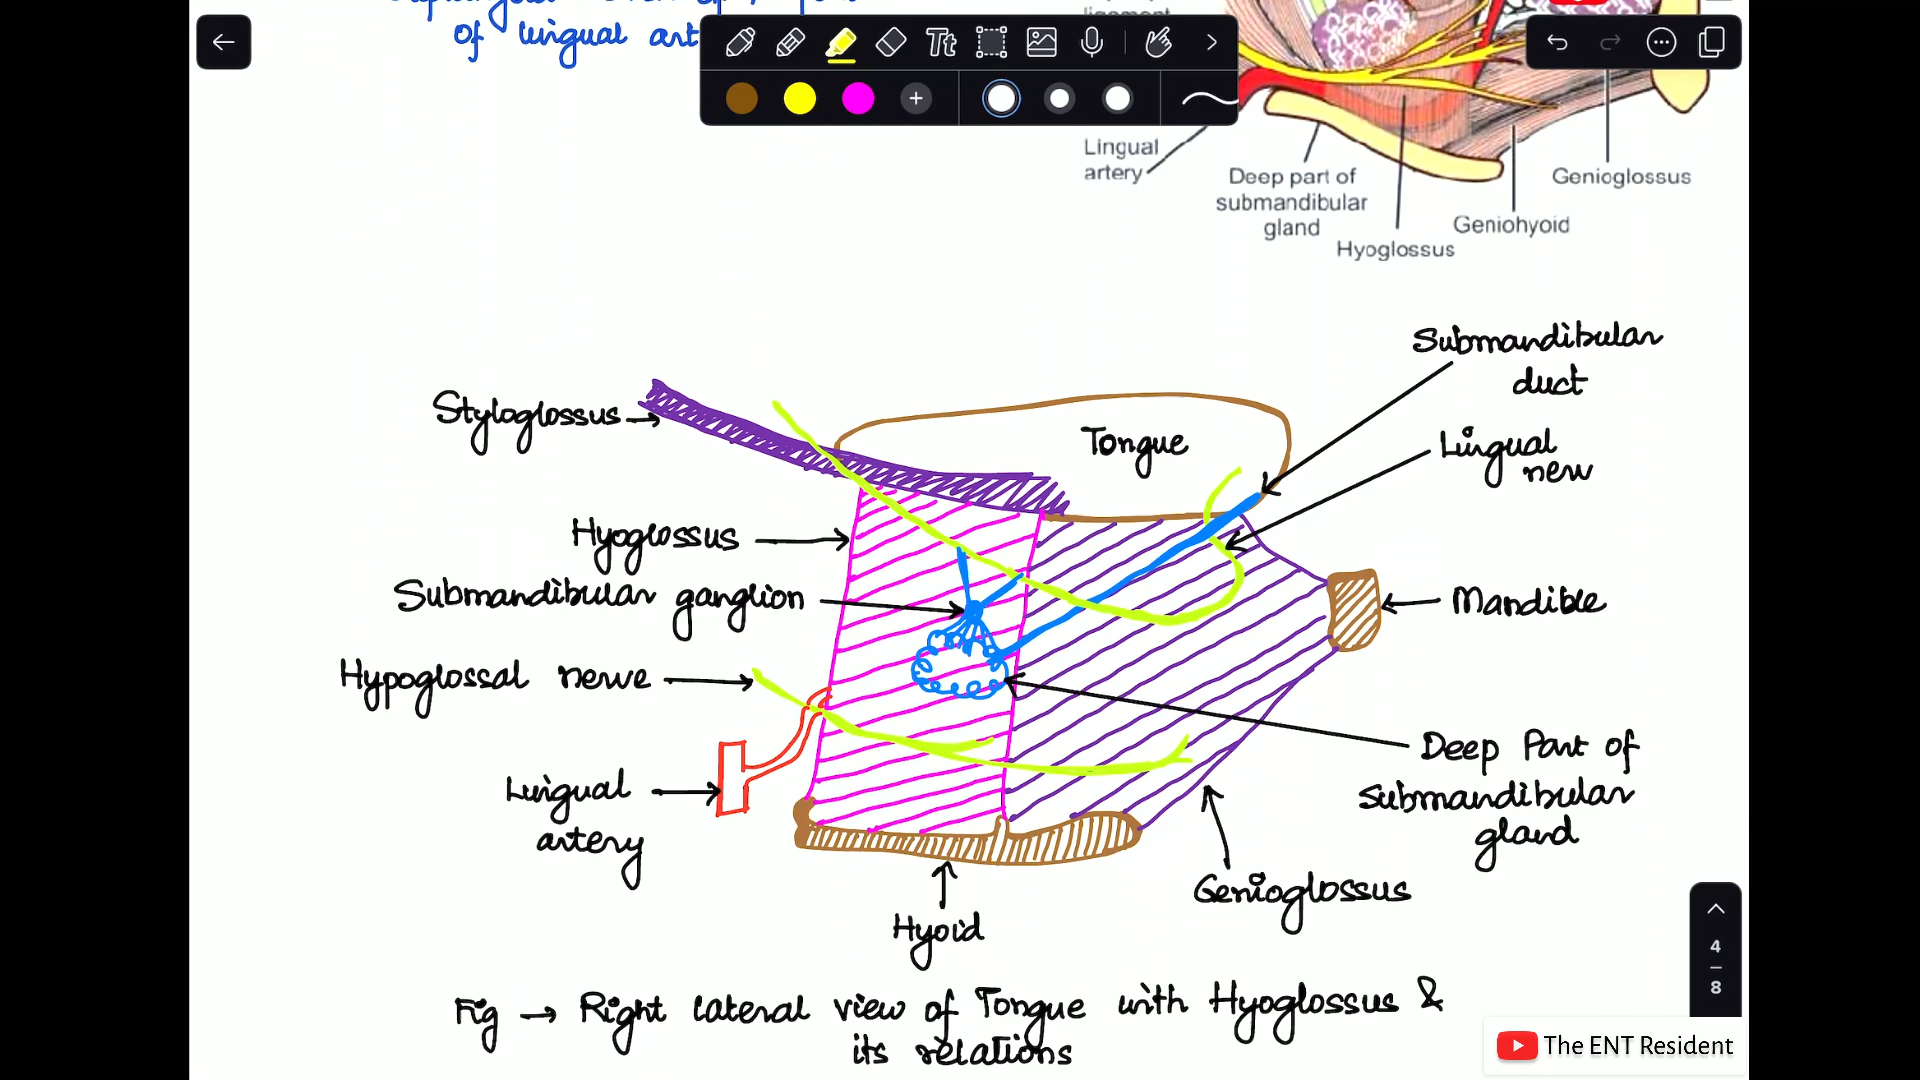 of lingual art
Tt
Lingual
artery
Deep part of
submandibular
gland
Hyoglossus
Geniohyoid
Genioglossus
Submandibular
duct
Styloglossus
Tongue
Lingual
nerv
Hyoglossus
Submandibular ganglion
Mandible
Hypoglossal nerve
Deep Part of
submandibular
gland
Lingual
artery
Genioglossus
Hyoid
4
8
Fig → Right lateral view of Tongue with Hyoglossus &
its relations
The ENT Resident